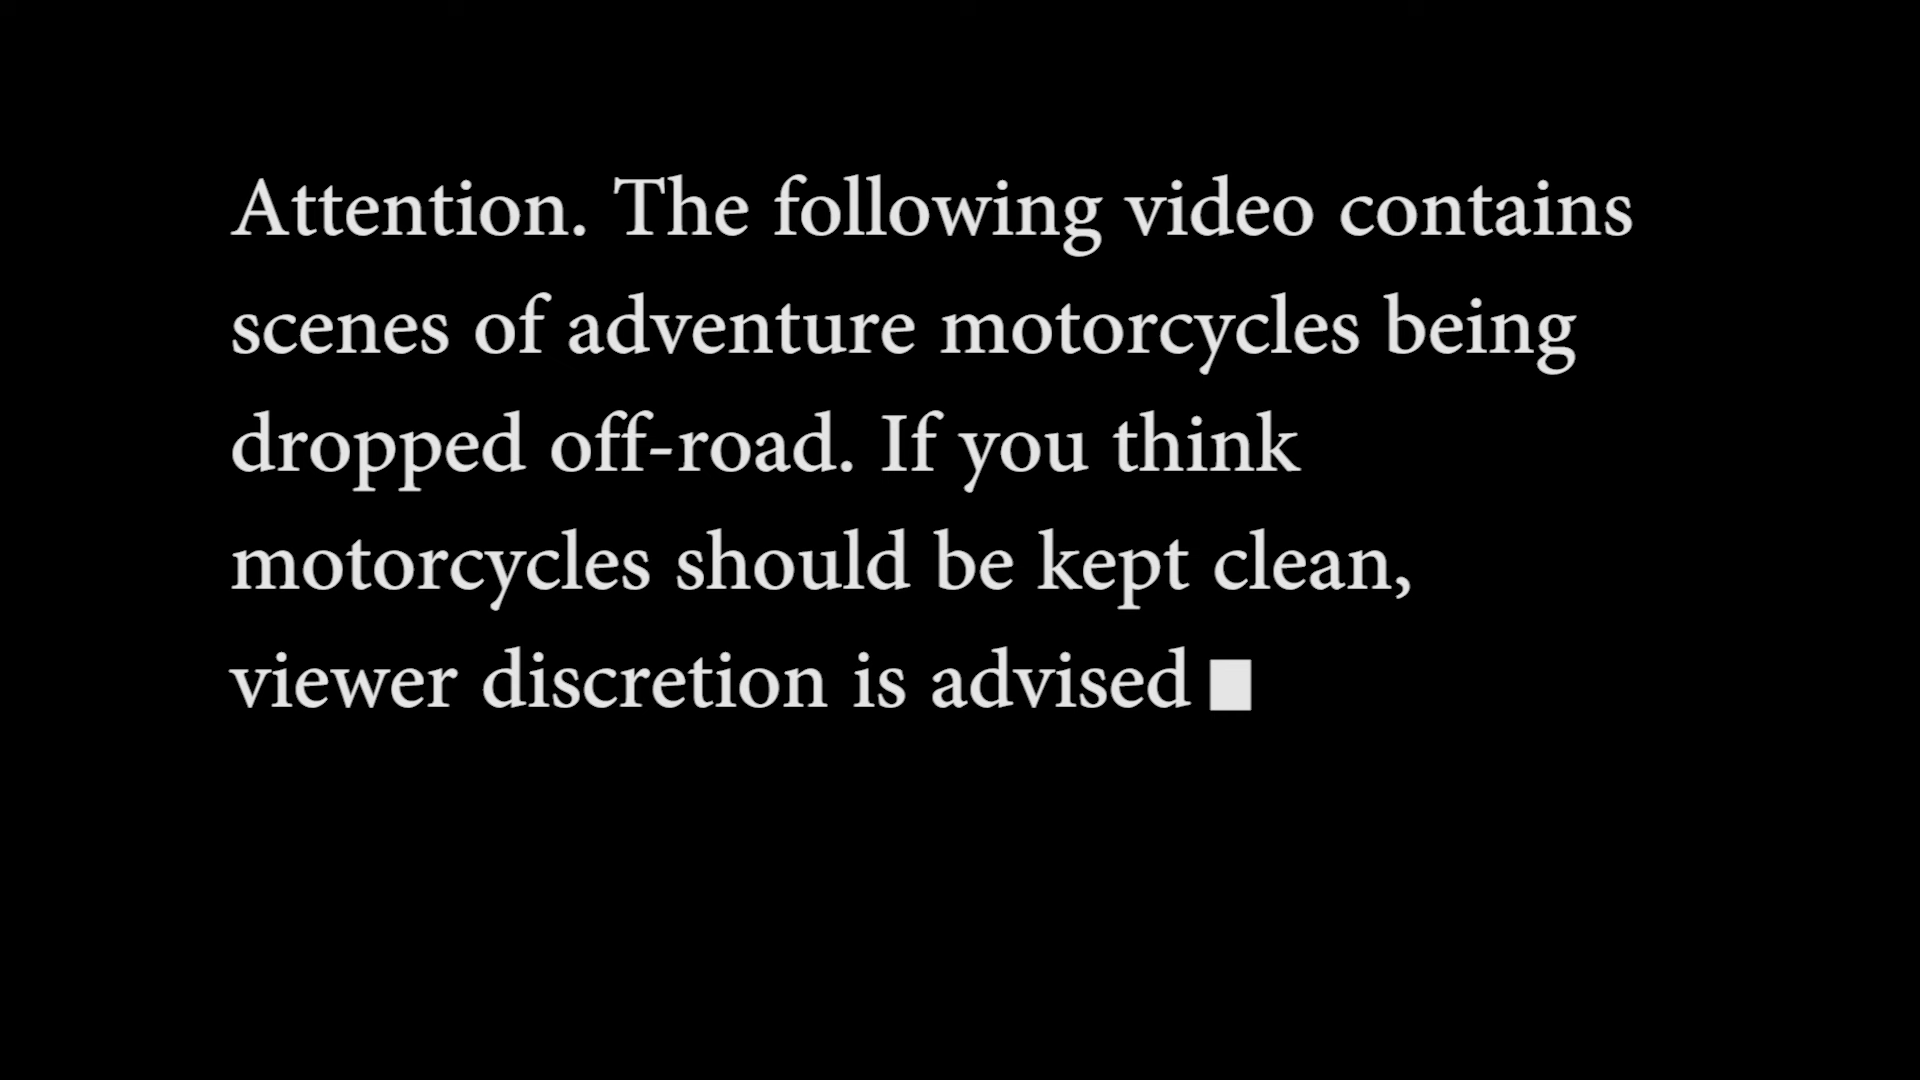 Attention. The following video contains
scenes of adventure motorcycles being
dropped off-road. If you think
motorcycles should be kept clean,
viewer discretion is advised